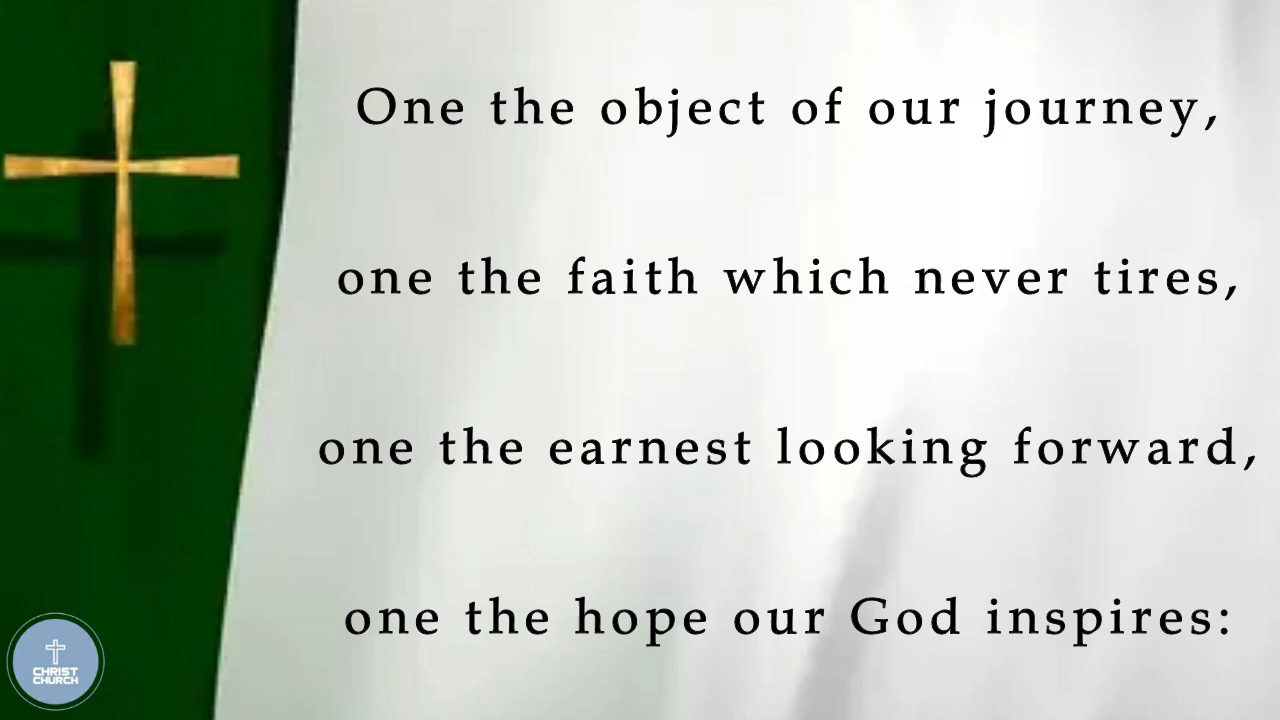 One the object of our journey,
one the faith which never tires,
one the earnest looking forward,
one the hope our God inspires:
CHRIST
CHURCH